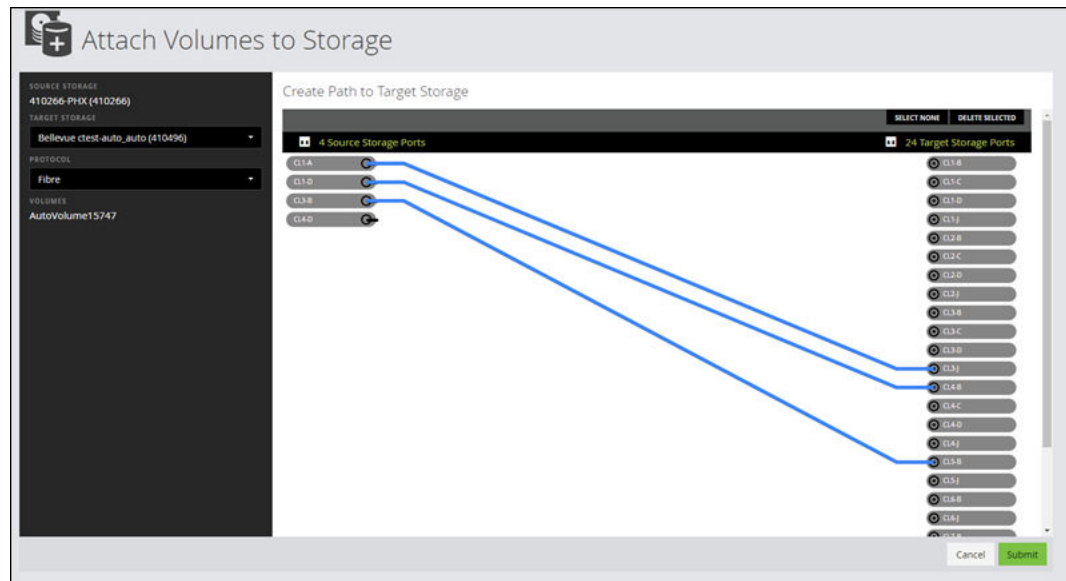 Attach Volumes to Storage
SOURCE STORAGE
410266-PHX (410266)
TARGET STORAGE
Bellevue ctest-auto_auto (410496)
PROTOCOL
Fibre
VOLUMES
AutoVolume15747
Create Path to Target Storage
SELECT NONE DELETE SELECTED
4 Source Storage Ports 24 Target Storage Ports
CL1-A CL1-B
CL1-D CL1-C
CL3-B CL1-D
CL4-D CL1-J
CL2-B
CL2-C
CL2-D
CL2-J
CL3-B
CL3-C
CL3-D
CL3-J
CL4-B
CL4-C
CL4-D
CL4-J
CL5-B
CL5-J
CL6-B
CL6-J
Cancel Submit